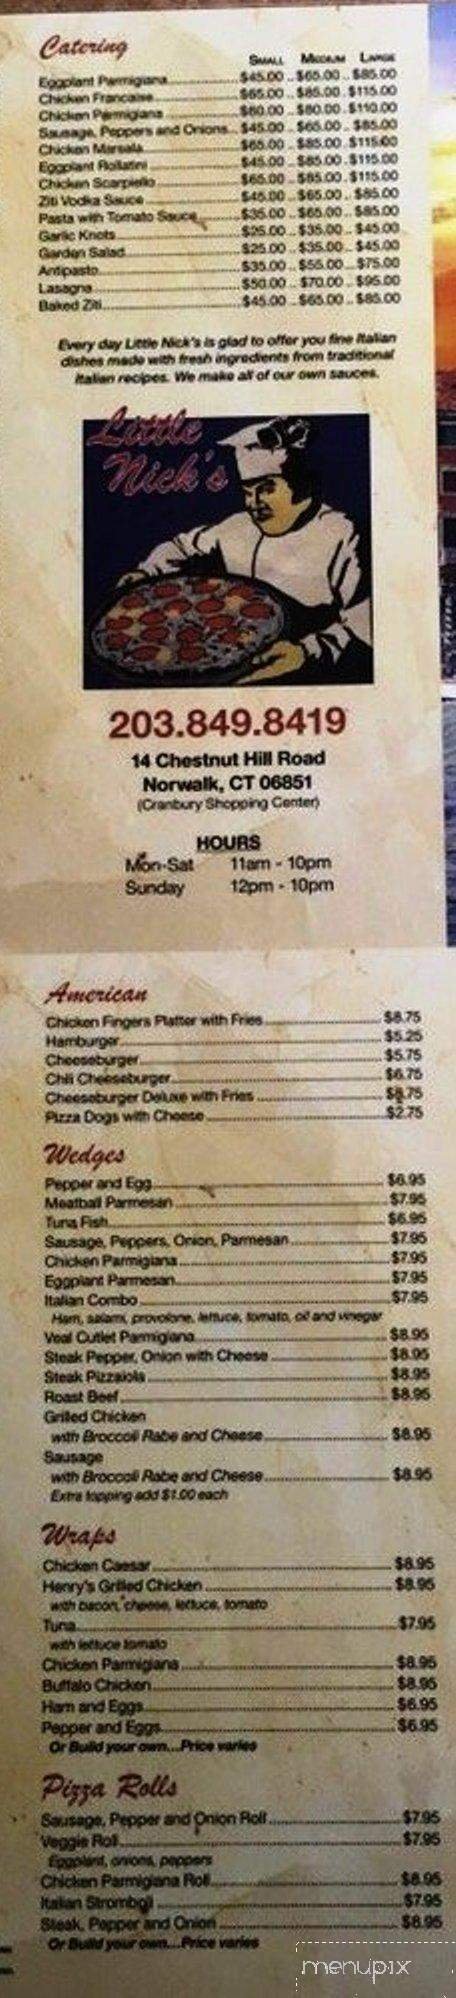 Catering
Small Medium Large
Eggplant Parmigiana $45.00 $65.00 $85.00
Chicken Francaise $65.00 $85.00 $115.00
Chicken Parmigiana $60.00 $80.00 $110.00
Sausage, Peppers and Onions $45.00 $65.00 $85.00
Chicken Marsala $65.00 $85.00 $115.00
Eggplant Rollatini $45.00 $85.00 $115.00
Chicken Scarpiello $65.00 $85.00 $115.00
Ziti Vodka Sauce $45.00 $65.00 $85.00
Pasta with Tomato Sauce $35.00 $65.00 $85.00
Garlic Knots $25.00 $35.00 $45.00
Garden Salad $25.00 $35.00 $45.00
Antipasto $35.00 $55.00 $75.00
Lasagna $50.00 $70.00 $95.00
Baked Ziti $45.00 $65.00 $85.00
Every day Little Nick's is glad to offer you fine Italian
dishes made with fresh ingredients from traditional
Italian recipes. We make all of our own sauces.
Little
Nick's
203.849.8419
14 Chestnut Hill Road
Norwalk, CT 06851
(Cranbury Shopping Center)
HOURS
Mon-Sat 11am - 10pm
Sunday 12pm - 10pm
American
Chicken Fingers Platter with Fries $8.75
Hamburger $5.25
Cheeseburger $5.75
Chili Cheeseburger $6.75
Cheeseburger Deluxe with Fries $8.75
Pizza Dogs with Cheese $2.75
Wedges
Pepper and Egg $6.95
Meatball Parmesan $7.95
Tuna Fish $6.95
Sausage, Peppers, Onion, Parmesan $7.95
Chicken Parmigiana $7.95
Eggplant Parmesan $7.95
Italian Combo $7.95
Ham, salami, provolone, lettuce, tomato, oil and vinegar
Veal Cutlet Parmigiana $8.95
Steak Pepper, Onion with Cheese $8.95
Steak Pizzaiola $8.95
Roast Beef $8.95
Grilled Chicken
with Broccoli Rabe and Cheese $8.95
Sausage
with Broccoli Rabe and Cheese $8.95
Extra topping add $1.00 each
Wraps
Chicken Caesar $8.95
Henry's Grilled Chicken $8.95
with bacon, cheese, lettuce, tomato
Tuna $7.95
with lettuce tomato
Chicken Parmigiana $8.95
Buffalo Chicken $8.95
Ham and Eggs $6.95
Pepper and Eggs $6.95
Or Build your own...Price varies
Pizza Rolls
Sausage, Pepper and Onion Roll $7.95
Veggie Roll $7.95
Eggplant, onions, peppers
Chicken Parmigiana Roll $8.95
Italian Stromboli $7.95
Steak, Pepper and Onion $8.95
Or Build your own...Price varies
menupix